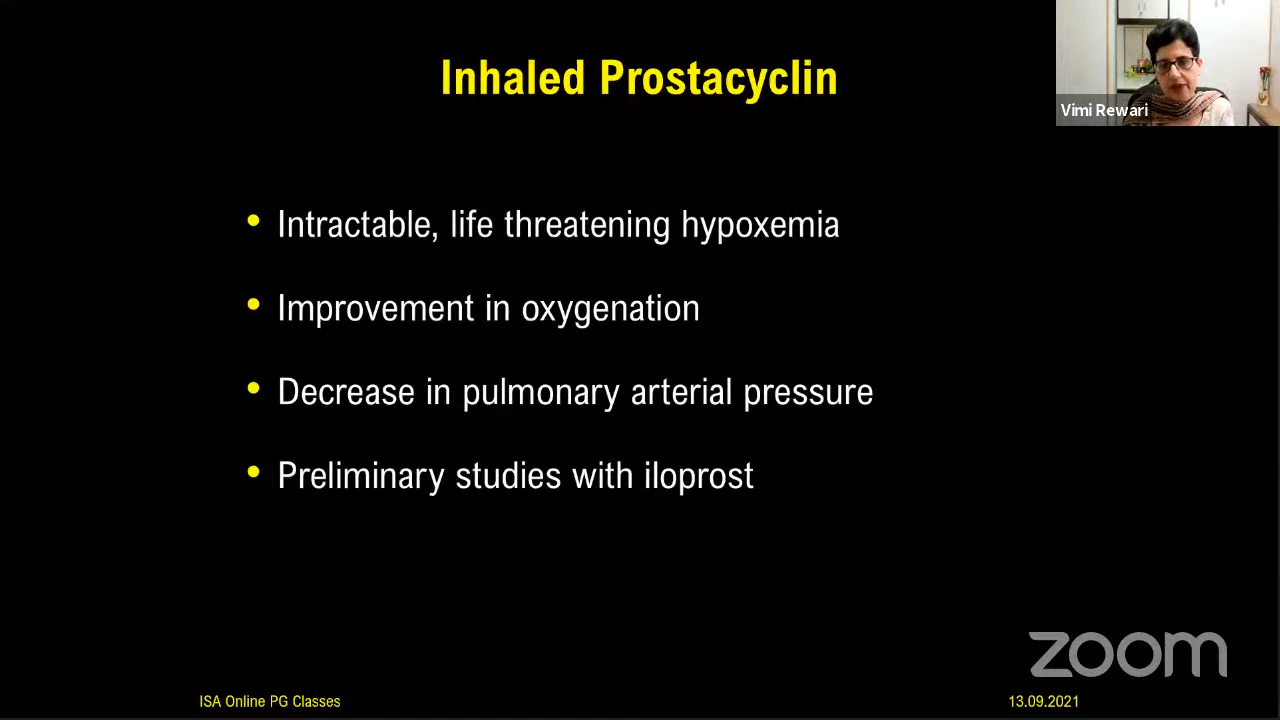 Inhaled Prostacyclin
Vimi Rewari
• Intractable, life threatening hypoxemia
• Improvement in oxygenation
• Decrease in pulmonary arterial pressure
• Preliminary studies with iloprost
zoom
ISA Online PG Classes
13.09.2021